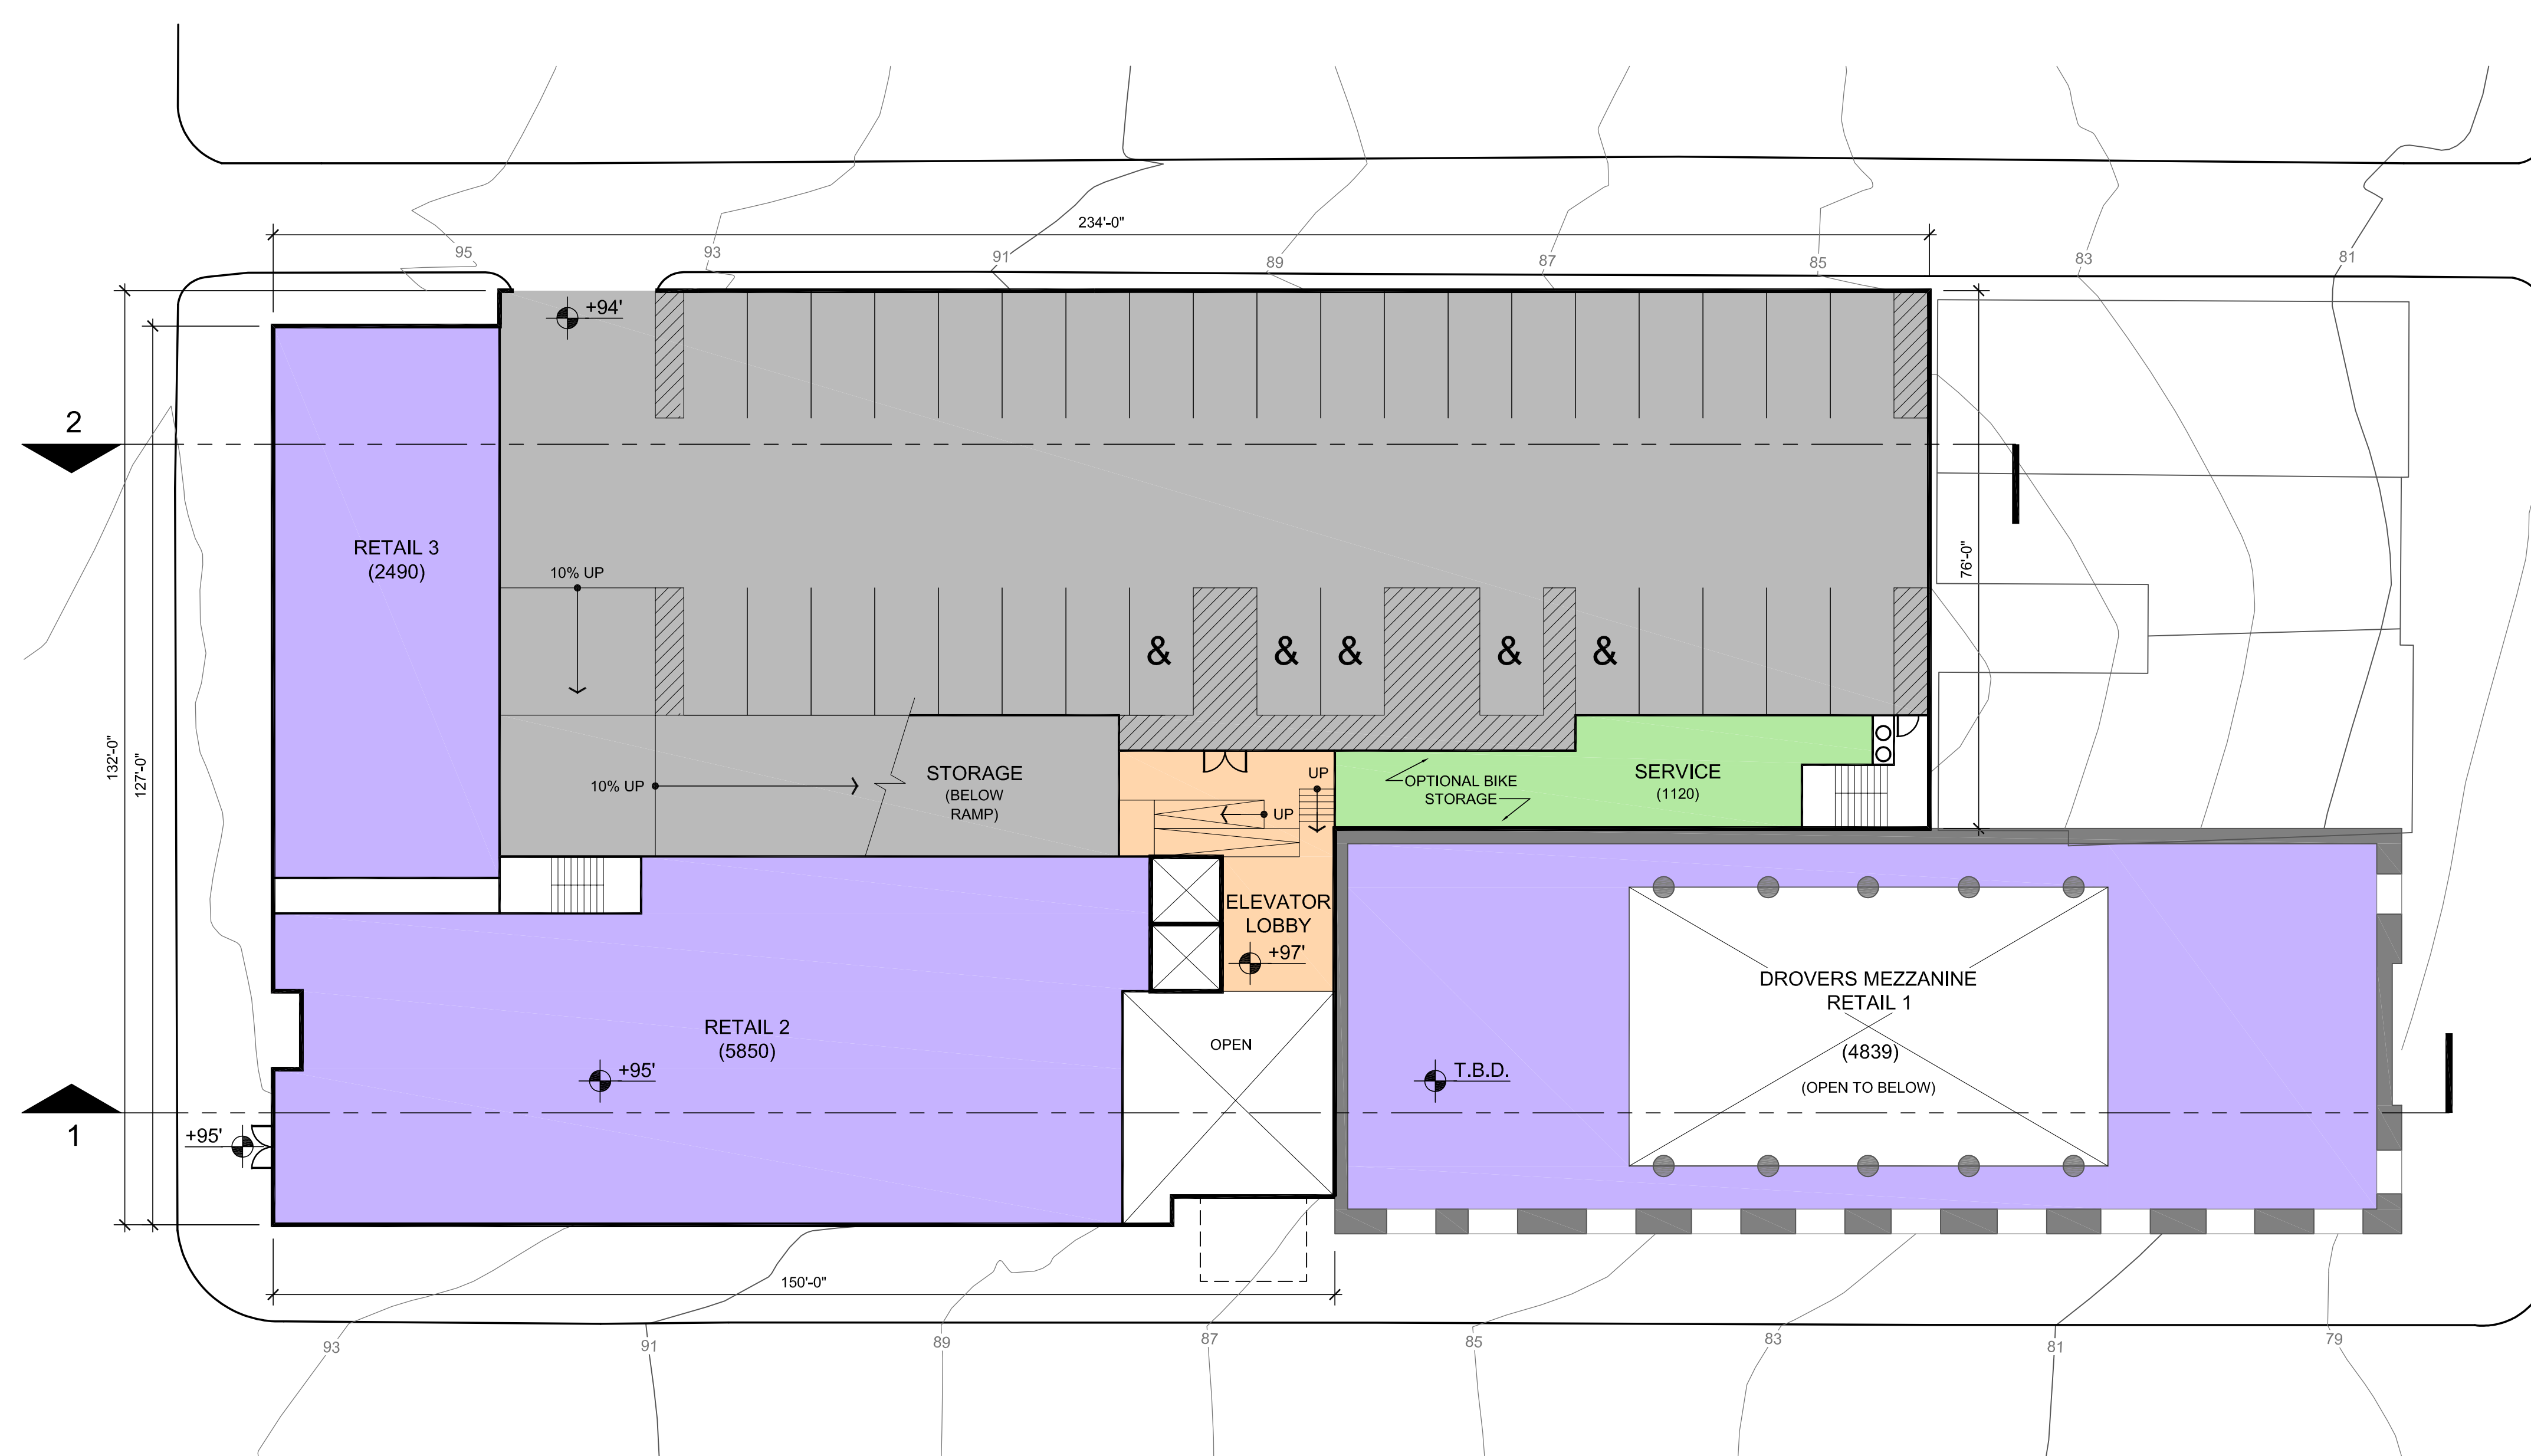 234'-0"
95
93
91
89
87
85
83
81
+94'
2
RETAIL 3
(2490)
10% UP
76'-0"
132'-0"
127'-0"
&
&
&
&
&
10% UP
STORAGE
(BELOW
RAMP)
UP
UP
OPTIONAL BIKE
STORAGE
SERVICE
(1120)
ELEVATOR
LOBBY
+97'
DROVERS MEZZANINE
RETAIL 1
(4839)
(OPEN TO BELOW)
RETAIL 2
(5850)
OPEN
+95'
T.B.D.
1
+95'
150'-0"
93
91
89
87
85
83
81
79